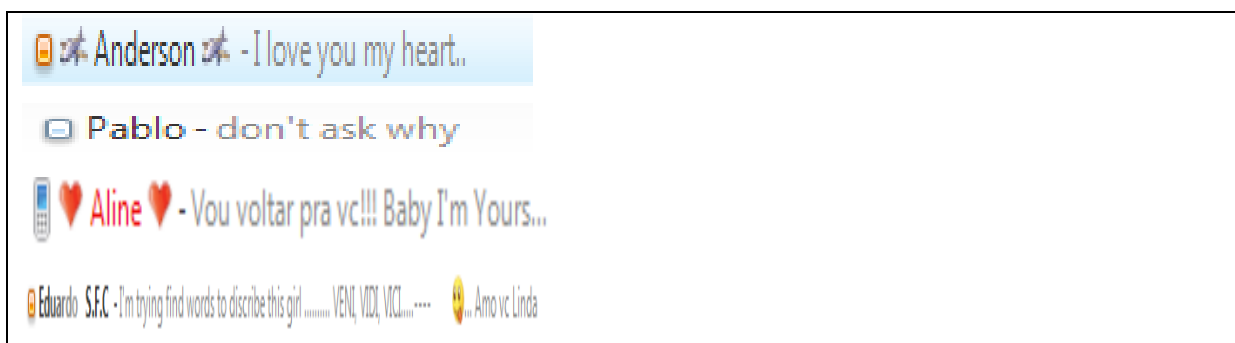 Anderson - I love you my heart..
Pablo - don't ask why
Aline - Vou voltar pra vc!!! Baby I'm Yours...
Eduardo S.F.C - I'm trying find words to discribe this girl ......... VENI, VIDI, VICI.....---- ... Amo vc Linda